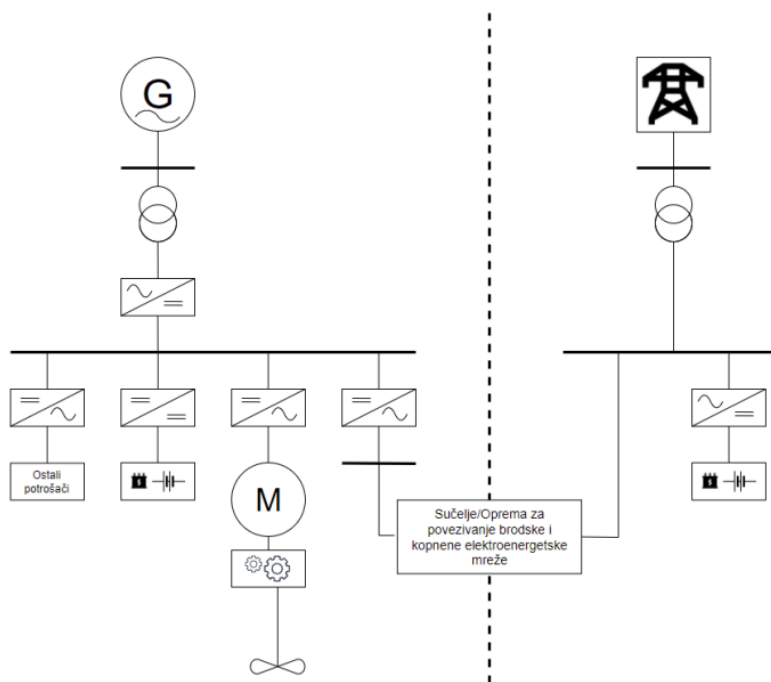 G
Ostali
potrošači
M
Sučelje/Oprema za
povezivanje brodske i
kopnene elektroenergetske
mreže